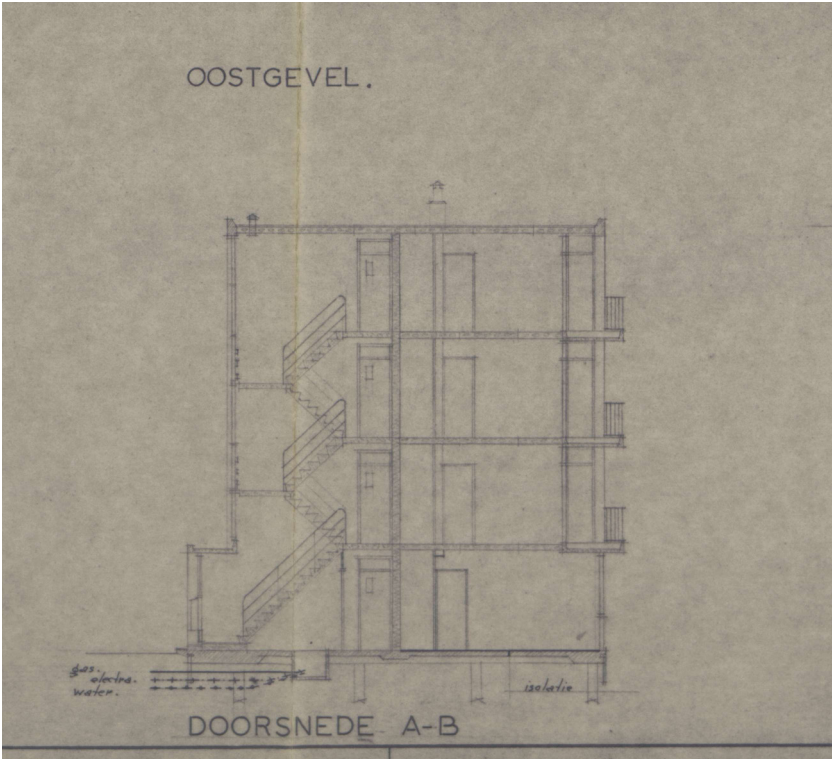 OOSTGEVEL.
gas.
electra.
water.
isolatie
DOORSNEDE A-B